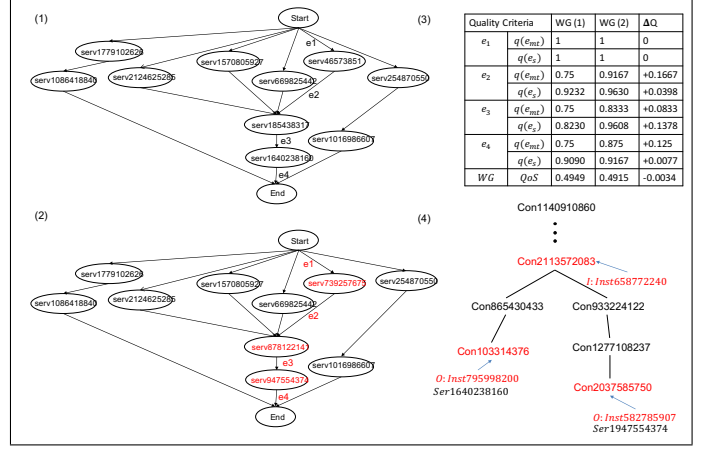 (1)
Start
e1
serv1779102626
serv1570805927
serv46573851
serv1086418840
serv2124625285
serv669825442
serv254870550
e2
serv185438317
e3
serv1016986607
serv1640238160
e4
End
(2)
Start
e1
serv1779102626
serv1570805927
serv739257675
serv254870550
serv1086418840
serv2124625285
serv669825442
e2
serv878122141
e3
serv1016986607
serv947554374
e4
End
(3)
Quality Criteria WG (1) WG (2) ΔQ
e₁ q(eₘₜ) 1 1 0
q(eₛ) 1 1 0
e₂ q(eₘₜ) 0.75 0.9167 +0.1667
q(eₛ) 0.9232 0.9630 +0.0398
e₃ q(eₘₜ) 0.75 0.8333 +0.0833
q(eₛ) 0.8230 0.9608 +0.1378
e₄ q(eₘₜ) 0.75 0.875 +0.125
q(eₛ) 0.9090 0.9167 +0.0077
WG QoS 0.4949 0.4915 -0.0034
(4)
Con1140910860
Con2113572083
I: Inst658772240
Con865430433
Con933224122
Con103314376
Con1277108237
O: Inst795998200
Ser1640238160
Con2037585750
O: Inst582785907
Ser1947554374